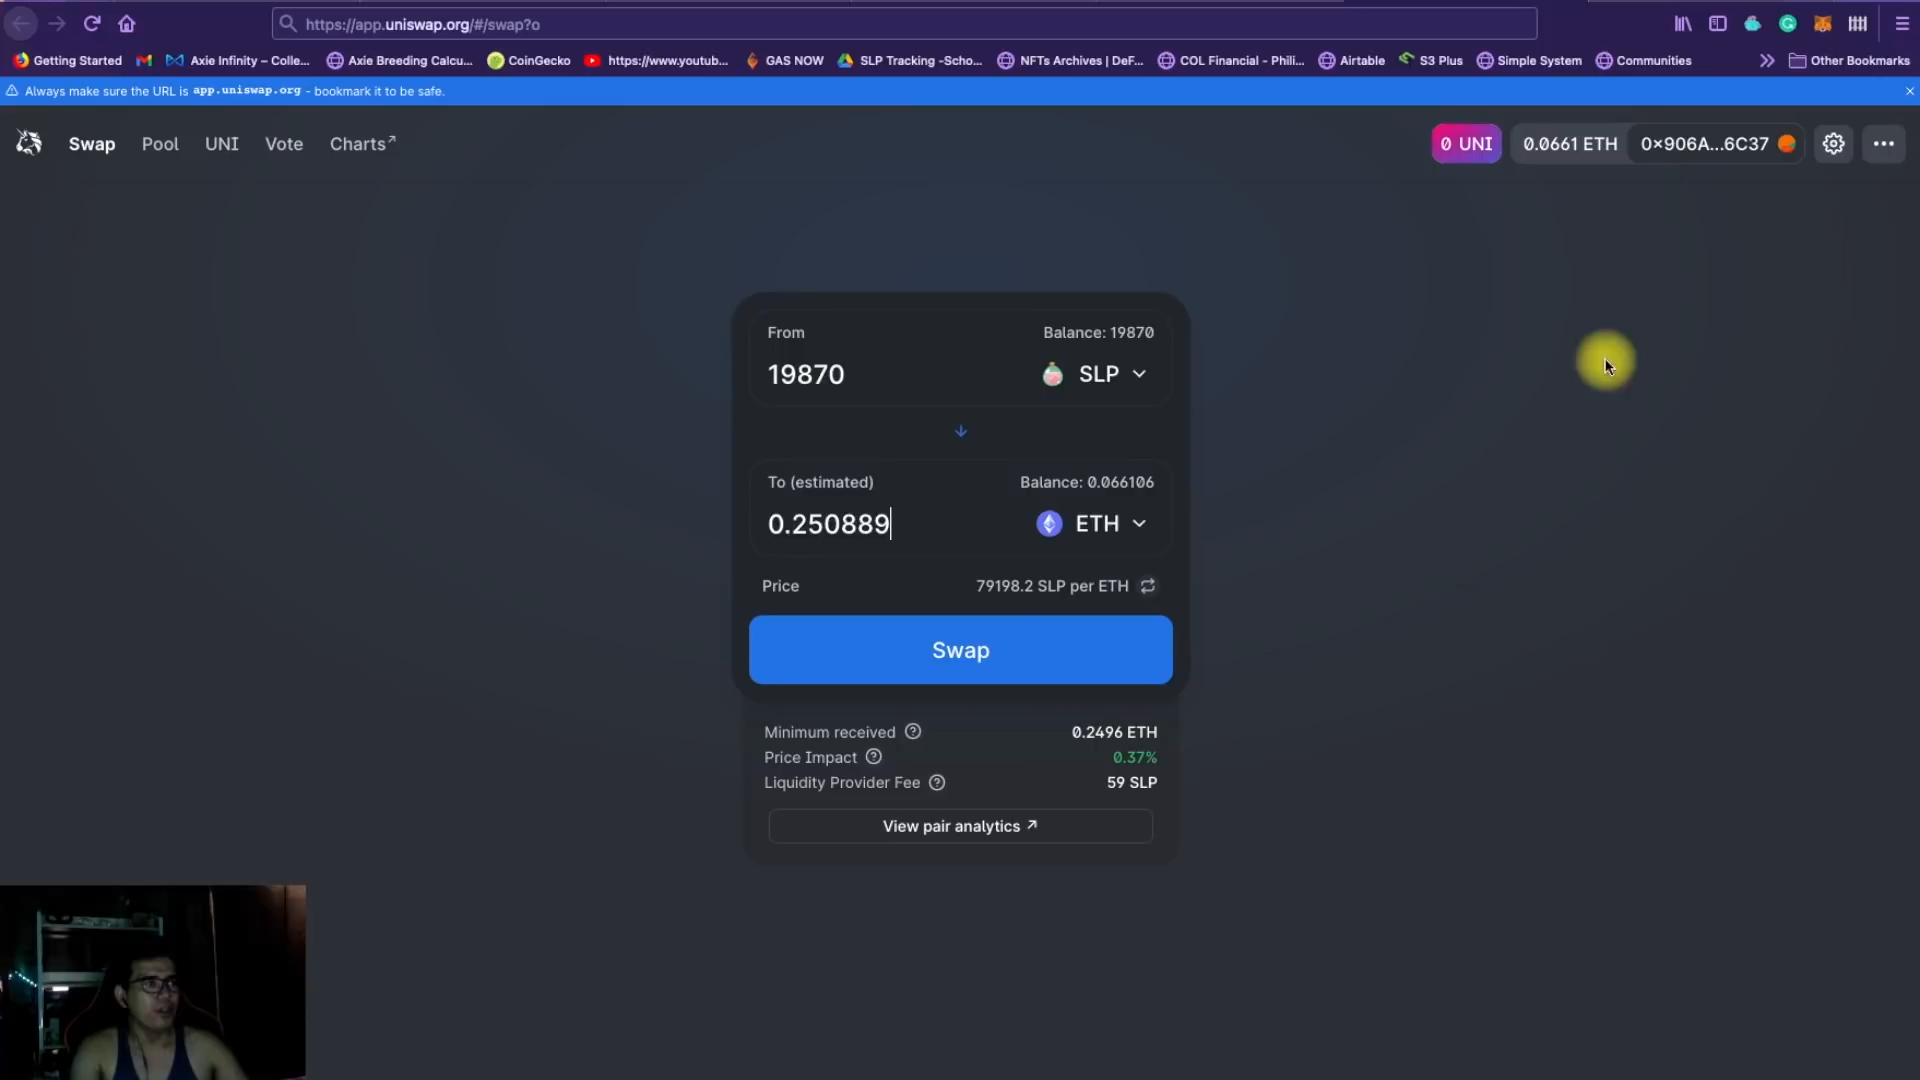 https://app.uniswap.org/#/swap?o
Getting Started
Axie Infinity – Colle...
Axie Breeding Calcu...
CoinGecko
https://www.youtub...
GAS NOW
SLP Tracking -Scho...
NFTs Archives | DeF...
COL Financial - Phili...
Airtable
S3 Plus
Simple System
Communities
Other Bookmarks
Always make sure the URL is app.uniswap.org - bookmark it to be safe.
Swap
Pool
UNI
Vote
Charts↗
0 UNI
0.0661 ETH
0×906A...6C37
From
Balance: 19870
19870
SLP
To (estimated)
Balance: 0.066106
0.250889
ETH
Price
79198.2 SLP per ETH
Swap
Minimum received
0.2496 ETH
Price Impact
0.37%
Liquidity Provider Fee
59 SLP
View pair analytics ↗